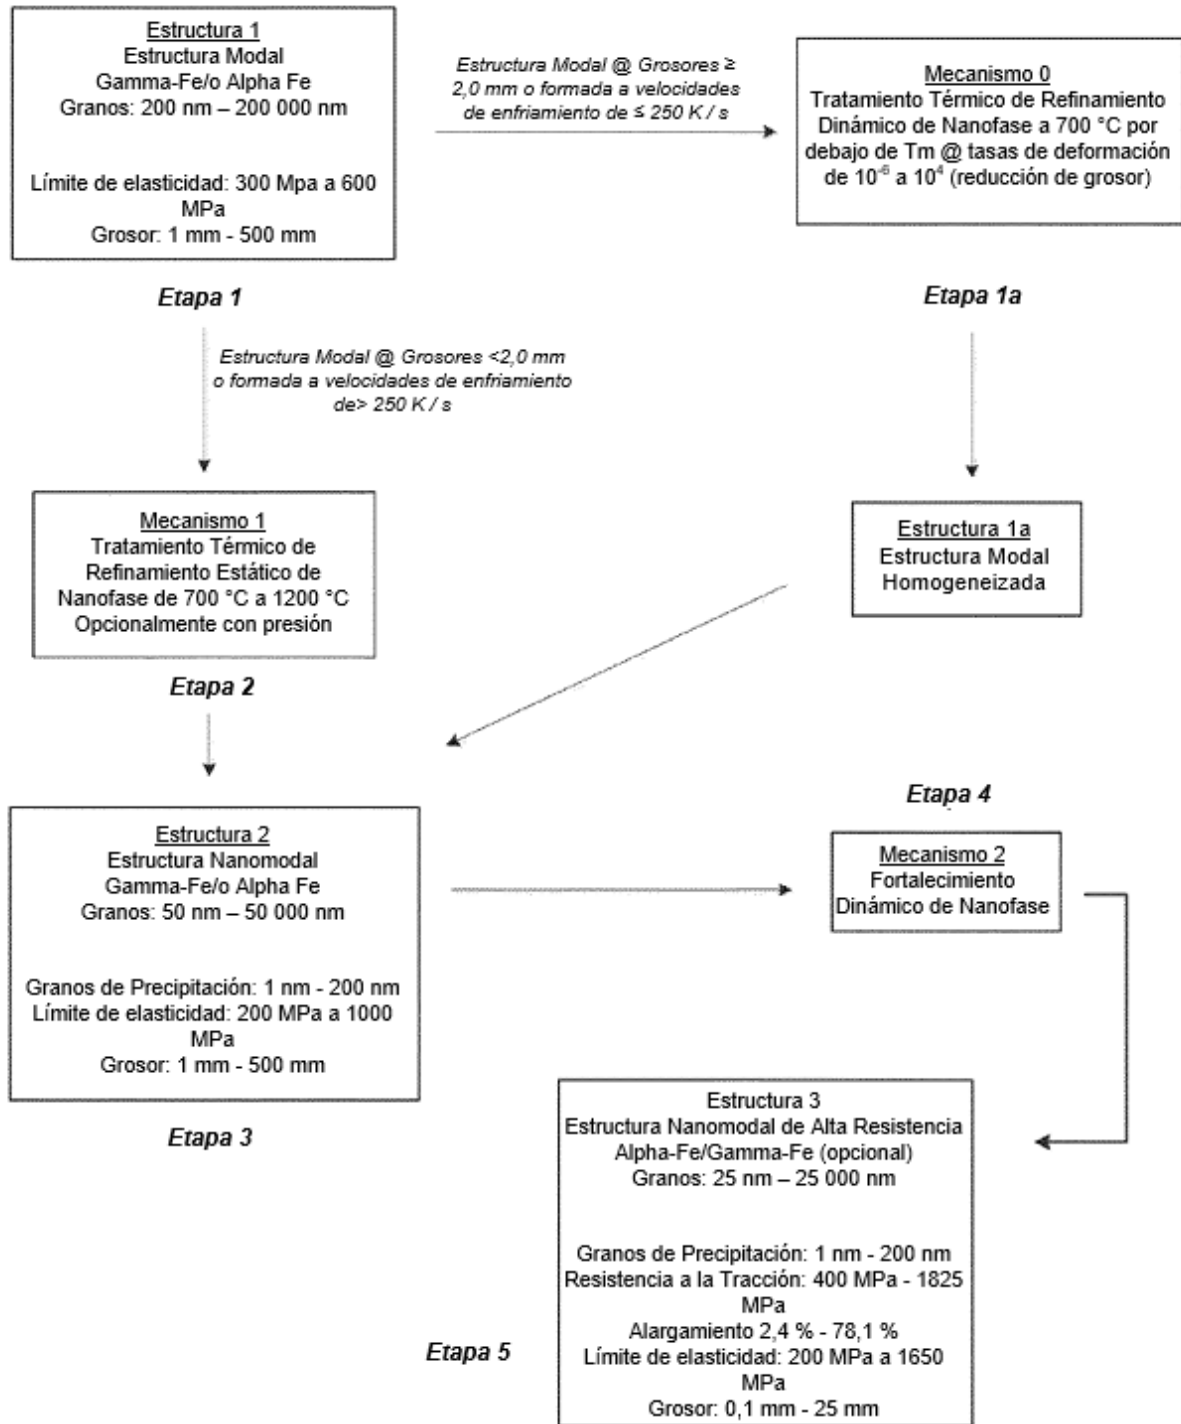 Estructura 1
Estructura Modal
Gamma-Fe/o Alpha Fe
Granos: 200 nm – 200 000 nm
Límite de elasticidad: 300 Mpa a 600
MPa
Grosor: 1 mm - 500 mm
Etapa 1
Estructura Modal @ Grosores ≥
2,0 mm o formada a velocidades
de enfriamiento de ≤ 250 K / s
Mecanismo 0
Tratamiento Térmico de Refinamiento
Dinámico de Nanofase a 700 °C por
debajo de Tm @ tasas de deformación
de 10⁻⁶ a 10⁴ (reducción de grosor)
Etapa 1a
Estructura Modal @ Grosores <2,0 mm
o formada a velocidades de enfriamiento
de> 250 K / s
Mecanismo 1
Tratamiento Térmico de
Refinamiento Estático de
Nanofase de 700 °C a 1200 °C
Opcionalmente con presión
Etapa 2
Estructura 1a
Estructura Modal
Homogeneizada
Estructura 2
Estructura Nanomodal
Gamma-Fe/o Alpha Fe
Granos: 50 nm – 50 000 nm
Granos de Precipitación: 1 nm - 200 nm
Límite de elasticidad: 200 MPa a 1000
MPa
Grosor: 1 mm - 500 mm
Etapa 3
Etapa 4
Mecanismo 2
Fortalecimiento
Dinámico de Nanofase
Estructura 3
Estructura Nanomodal de Alta Resistencia
Alpha-Fe/Gamma-Fe (opcional)
Granos: 25 nm – 25 000 nm
Granos de Precipitación: 1 nm - 200 nm
Resistencia a la Tracción: 400 MPa - 1825
MPa
Alargamiento 2,4 % - 78,1 %
Límite de elasticidad: 200 MPa a 1650
MPa
Grosor: 0,1 mm - 25 mm
Etapa 5